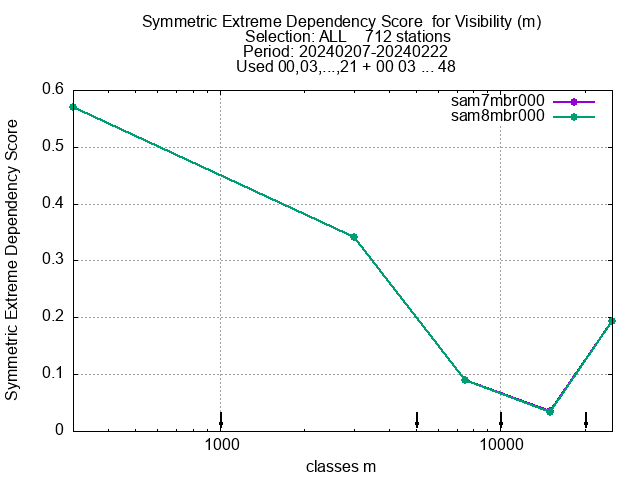 Symmetric Extreme Dependency Score  for Visibility (m)
Selection: ALL    712 stations
Period: 20240207-20240222
Used 00,03,...,21 + 00 03 ... 48
sam7mbr000
sam8mbr000
Symmetric Extreme Dependency Score
0.6
0.5
0.4
0.3
0.2
0.1
0
1000
10000
classes m